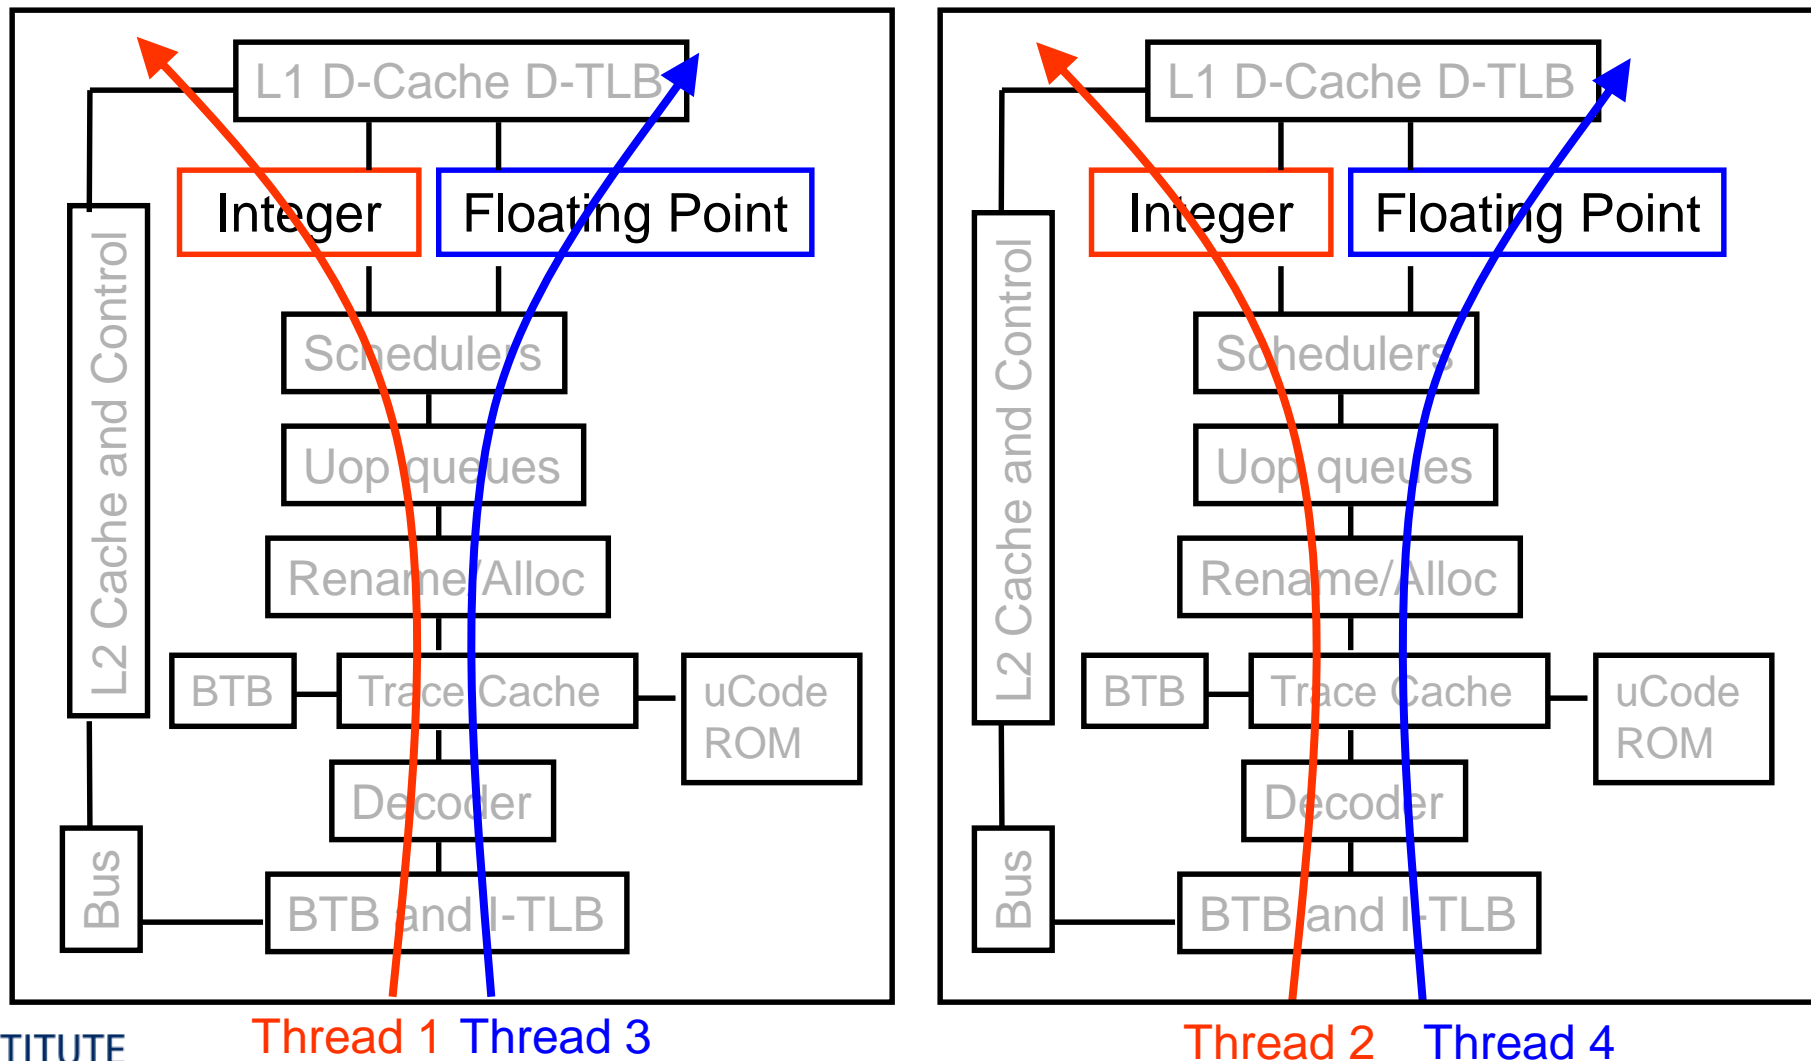 L1 D-Cache D-TLB
Integer
Floating Point
L2 Cache and Control
Schedulers
Uop queues
Rename/Alloc
BTB
Trace Cache
uCode
ROM
Decoder
Bus
BTB and I-TLB
Thread 1
Thread 3
L1 D-Cache D-TLB
Integer
Floating Point
L2 Cache and Control
Schedulers
Uop queues
Rename/Alloc
BTB
Trace Cache
uCode
ROM
Decoder
Bus
BTB and I-TLB
Thread 2
Thread 4
TITUTE